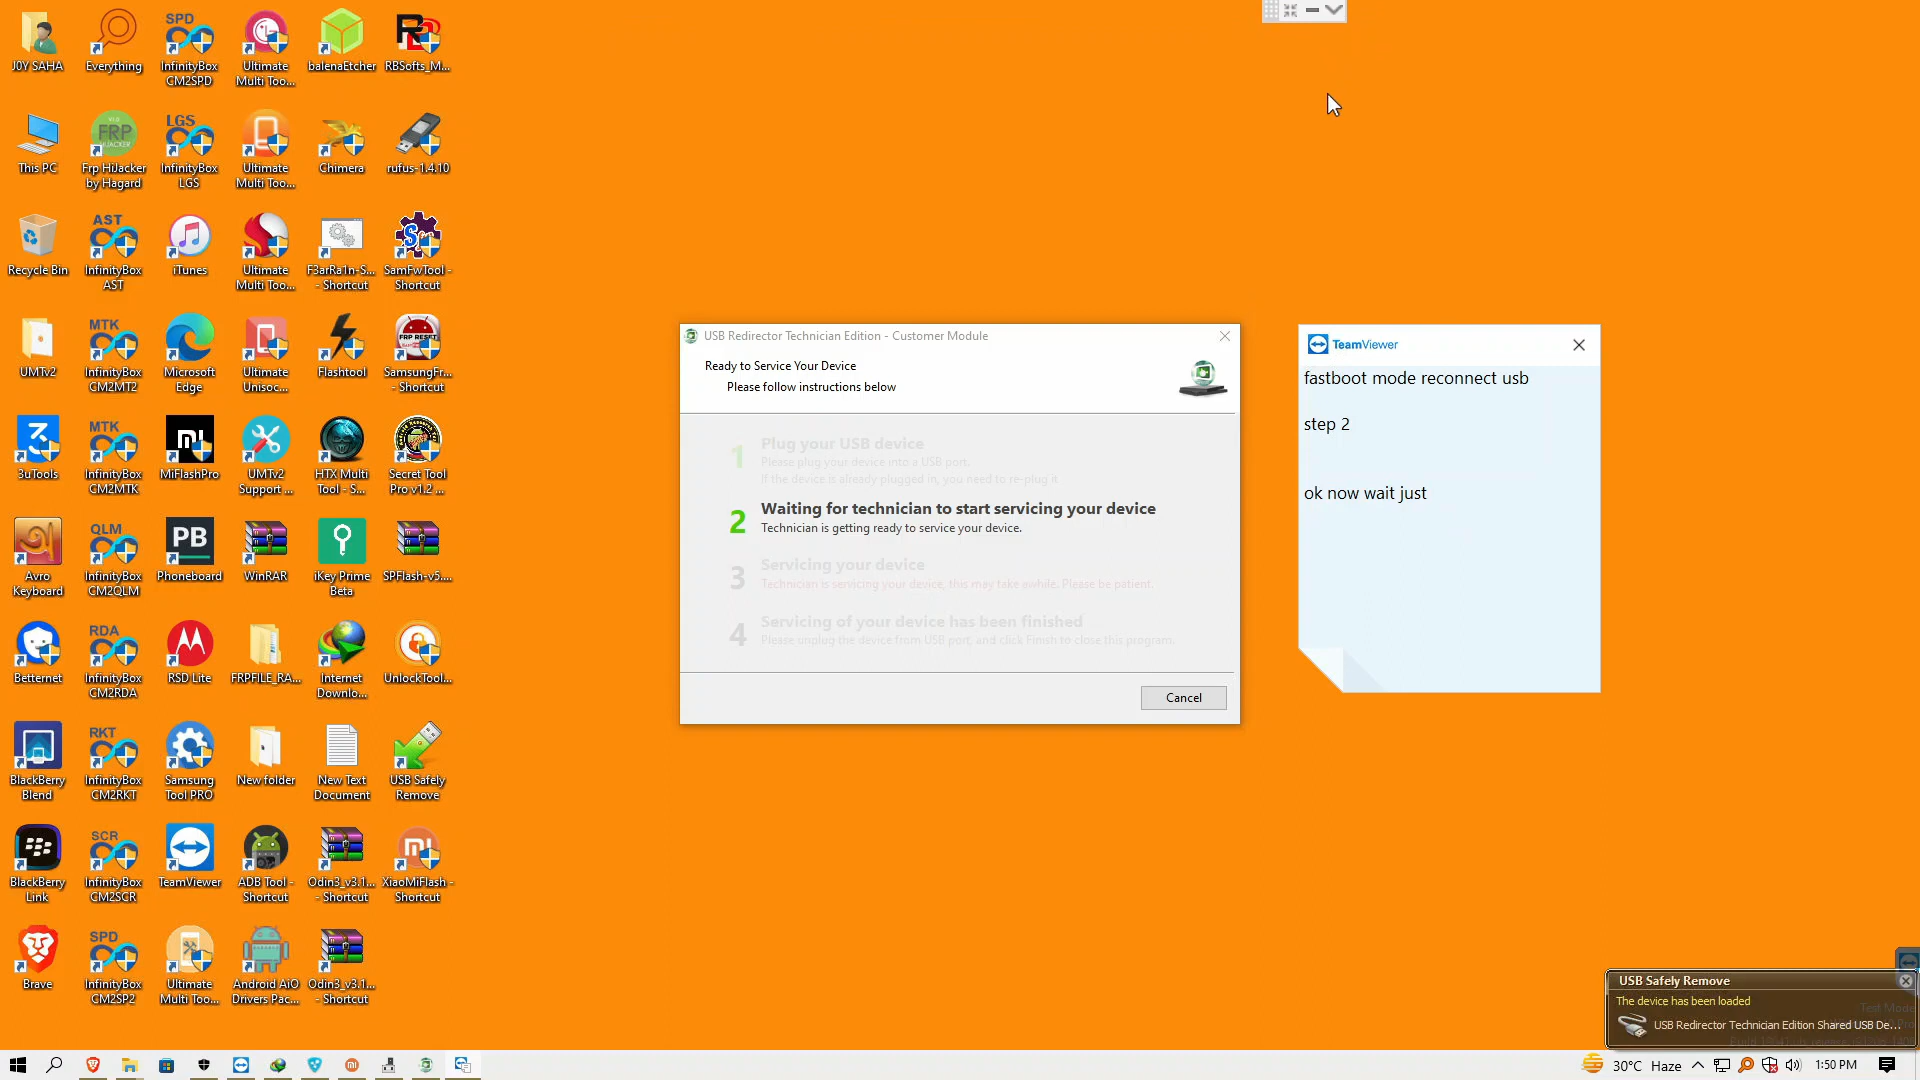 JOY SAHA
Everything
SPD
InfinityBox
CM2SPD
Ultimate
Multi Too...
balenaEtcher
RBSofts_M...
This PC
FRP
HIJACKER
Frp HiJacker
by Hagard
LGS
InfinityBox
LGS
Ultimate
Multi Too...
Chimera
rufus-1.4.10
Recycle Bin
AST
InfinityBox
AST
iTunes
Ultimate
Multi Too...
F3arRa1n-S...
- Shortcut
SamFwTool -
Shortcut
UMTv2
MTK
InfinityBox
CM2MT2
Microsoft
Edge
Ultimate
Unisoc...
Flashtool
FRP RESET
SamsungFr...
- Shortcut
3uTools
MTK
InfinityBox
CM2MTK
MiFlashPro
UMTv2
Support ...
HTX Multi
Tool - S...
Secret Tool
Pro v1.2 ...
Avro
Keyboard
QLM
InfinityBox
CM2QLM
PB
Phoneboard
WinRAR
iKey Prime
Beta
SPFlash-v5....
Betternet
RDA
InfinityBox
CM2RDA
RSD Lite
FRPFILE_RA...
Internet
Downlo...
UnlockTool...
BlackBerry
Blend
RKT
InfinityBox
CM2RKT
Samsung
Tool PRO
New folder
New Text
Document
USB Safely
Remove
BlackBerry
Link
SCR
InfinityBox
CM2SCR
TeamViewer
ADB Tool -
Shortcut
Odin3_v3.1...
- Shortcut
XiaoMiFlash -
Shortcut
Brave
SPD
InfinityBox
CM2SP2
Ultimate
Multi Too...
Android AiO
Drivers Pac...
Odin3_v3.1...
- Shortcut
USB Redirector Technician Edition - Customer Module
Ready to Service Your Device
Please follow instructions below
1 Plug your USB device
Please plug your device into a USB port.
If the device is already plugged in, you need to re-plug it
2 Waiting for technician to start servicing your device
Technician is getting ready to service your device.
3 Servicing your device
Technician is servicing your device, this may take awhile. Please be patient.
4 Servicing of your device has been finished
Please unplug the device from USB port, and click Finish to close this program.
Cancel
TeamViewer
fastboot mode reconnect usb
step 2
ok now wait just
USB Safely Remove
The device has been loaded
Test Mode
USB Redirector Technician Edition Shared USB De...
30°C Haze
1:50 PM